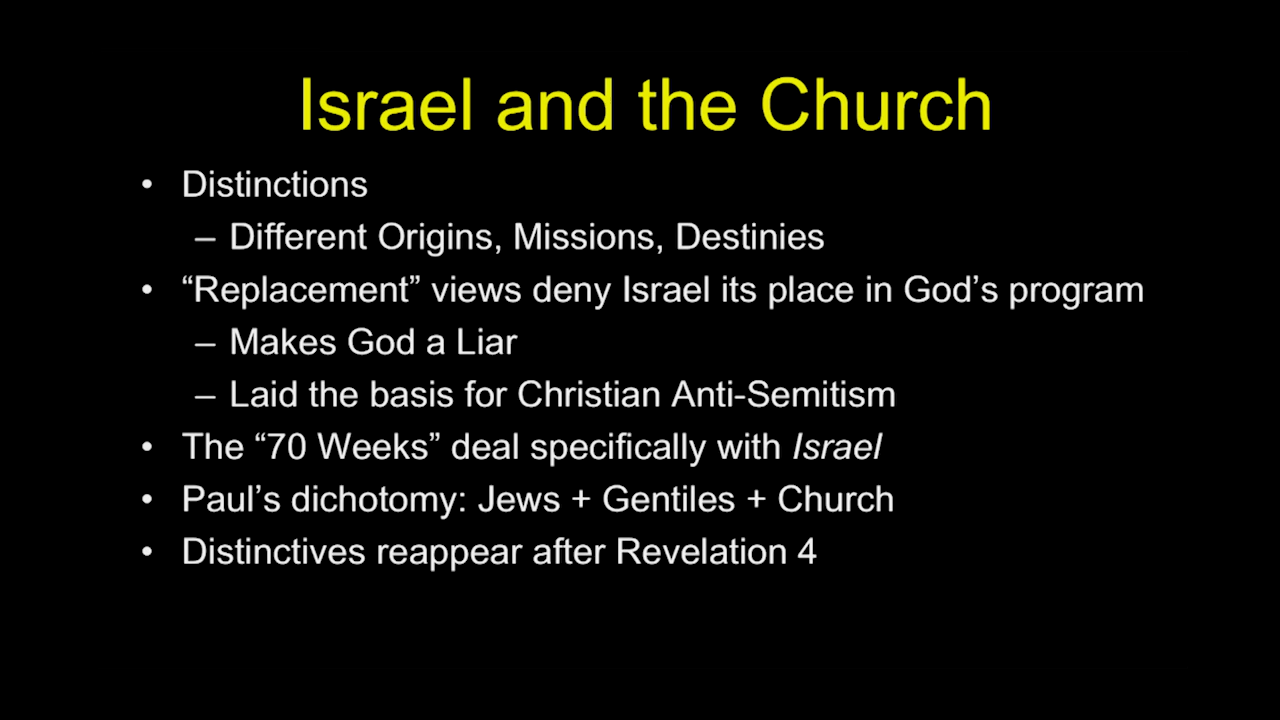 Israel and the Church
• Distinctions
– Different Origins, Missions, Destinies
• “Replacement” views deny Israel its place in God’s program
– Makes God a Liar
– Laid the basis for Christian Anti-Semitism
• The “70 Weeks” deal specifically with Israel
• Paul’s dichotomy: Jews + Gentiles + Church
• Distinctives reappear after Revelation 4